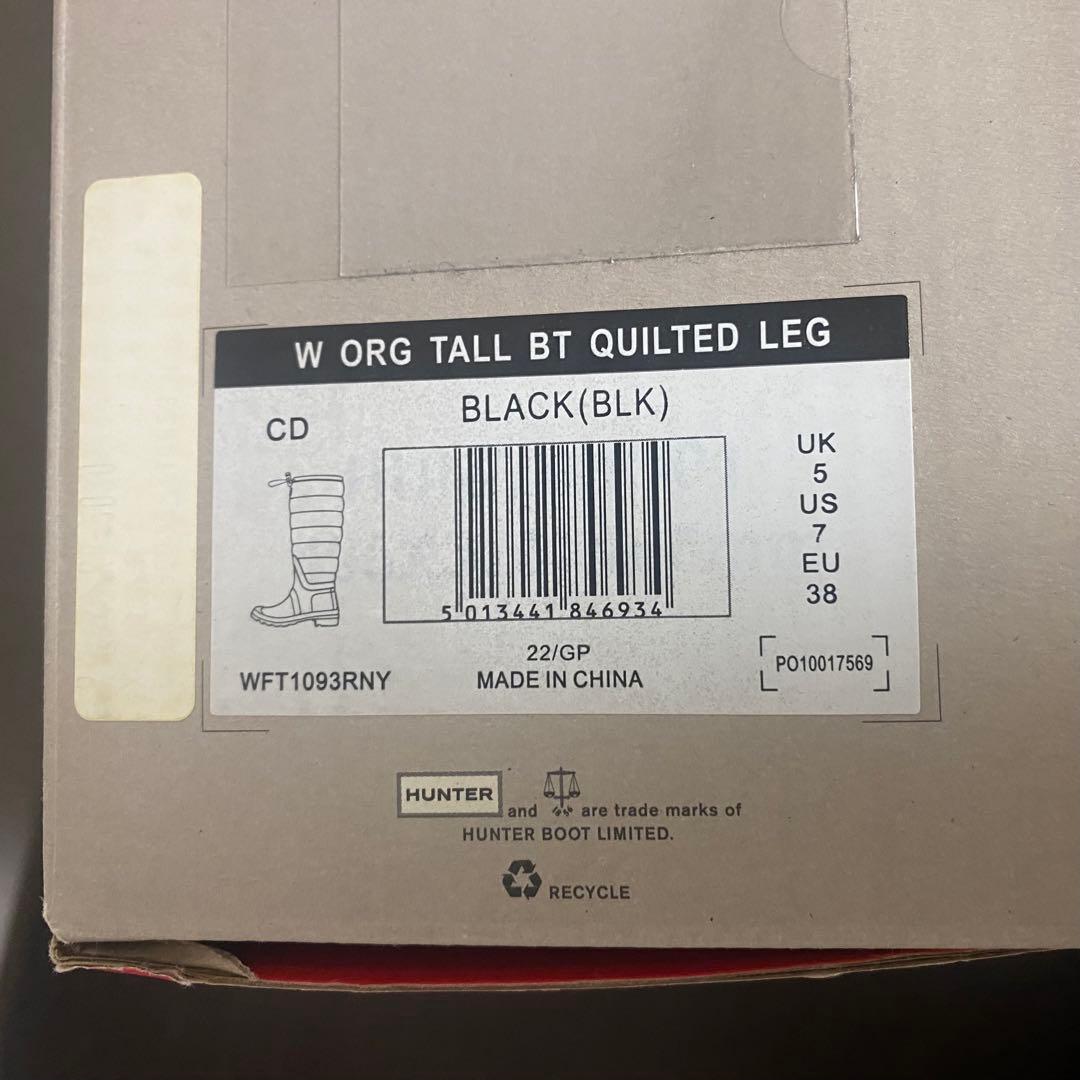 W ORG TALL BT QUILTED LEG
BLACK(BLK)
CD
UK
5
US
7
EU
38
5 013441 846934
22/GP
MADE IN CHINA
WFT1093RNY
PO10017569
HUNTER and are trade marks of
HUNTER BOOT LIMITED.
RECYCLE